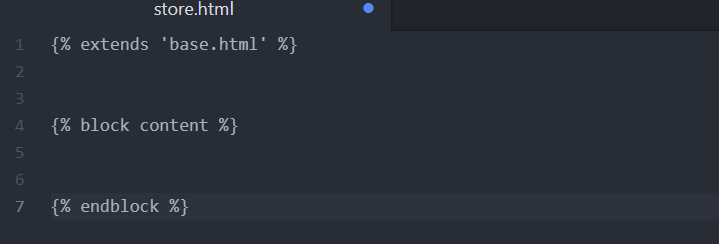 store.html
1 {% extends 'base.html' %}
2
3
4 {% block content %}
5
6
7 {% endblock %}